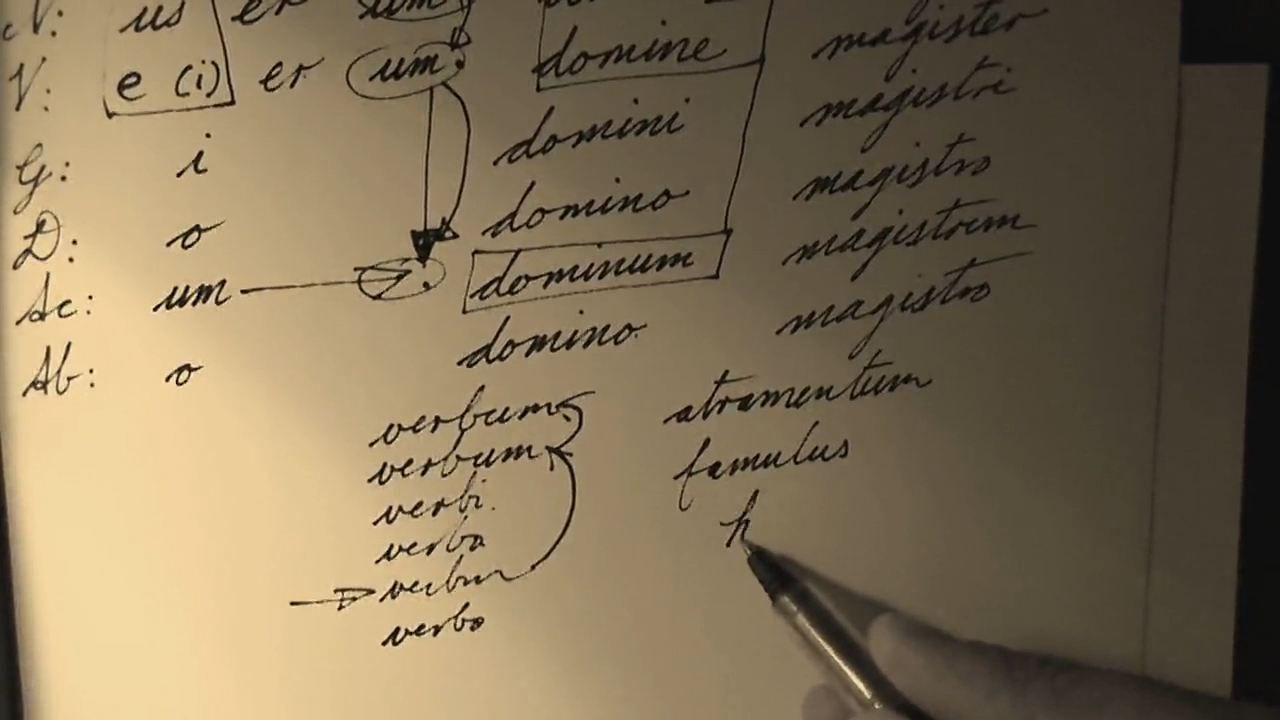 N: us er um
V: e (i) er um domine magister
G: i domini magistri
D: o domino magistro
Ac: um dominum magistrum
Ab: o domino magistro
verbum atramentum
verbum famulus
verbi h
verbo
verbum
verbo